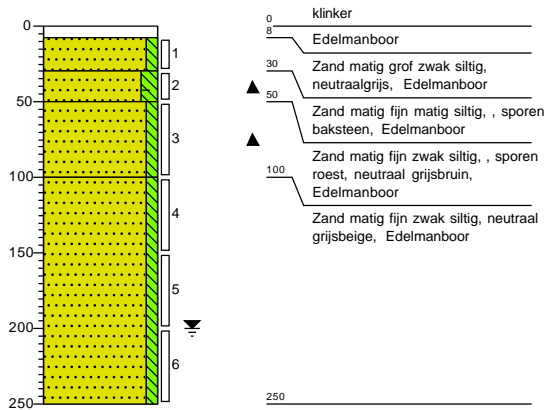 0
50
100
150
200
250
1
2
3
4
5
6
0
klinker
8
Edelmanboor
30
Zand matig grof zwak siltig,
neutraalgrijs, Edelmanboor
50
Zand matig fijn matig siltig, , sporen
baksteen, Edelmanboor
Zand matig fijn zwak siltig, , sporen
roest, neutraal grijsbruin,
Edelmanboor
100
Zand matig fijn zwak siltig, neutraal
grijsbeige, Edelmanboor
250